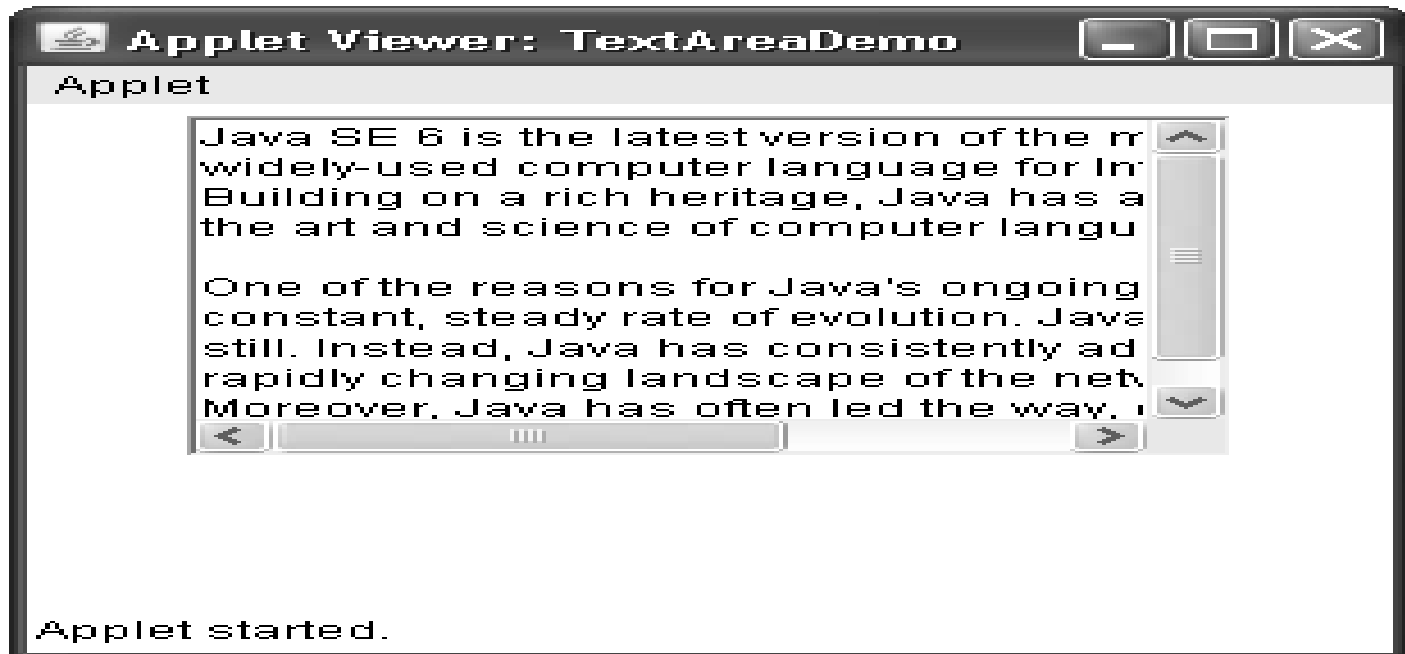 Applet Viewer: TextAreaDemo
Applet
Java SE 6 is the latest version of the m
widely-used computer language for In
Building on a rich heritage, Java has a
the art and science of computer langu
One of the reasons for Java's ongoing
constant, steady rate of evolution. Java
still. Instead, Java has consistently ad
rapidly changing landscape of the net
Moreover, Java has often led the way,
Applet started.